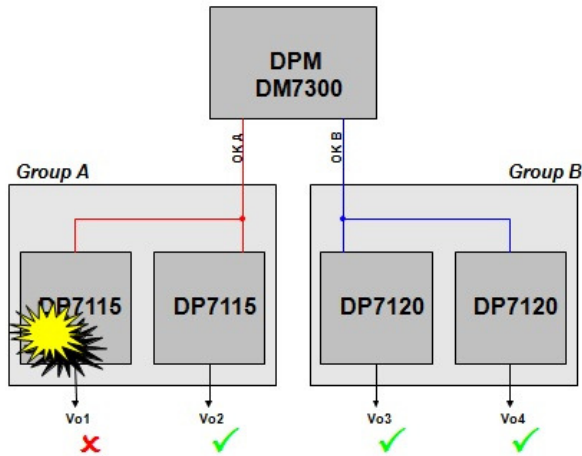 DPM
DM7300
OK A
OK B
Group A
Group B
DP7115
DP7115
DP7120
DP7120
Vo1
Vo2
Vo3
Vo4